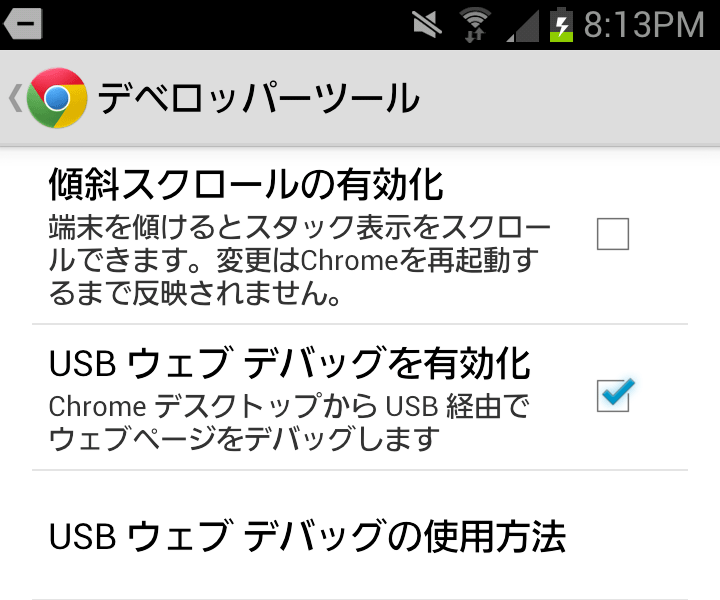 8:13PM
デベロッパーツール
傾斜スクロールの有効化
端末を傾けるとスタック表示をスクロー
ルできます。変更はChromeを再起動す
るまで反映されません。
USB ウェブ デバッグを有効化
Chrome デスクトップから USB 経由で
ウェブページをデバッグします
USB ウェブ デバッグの使用方法